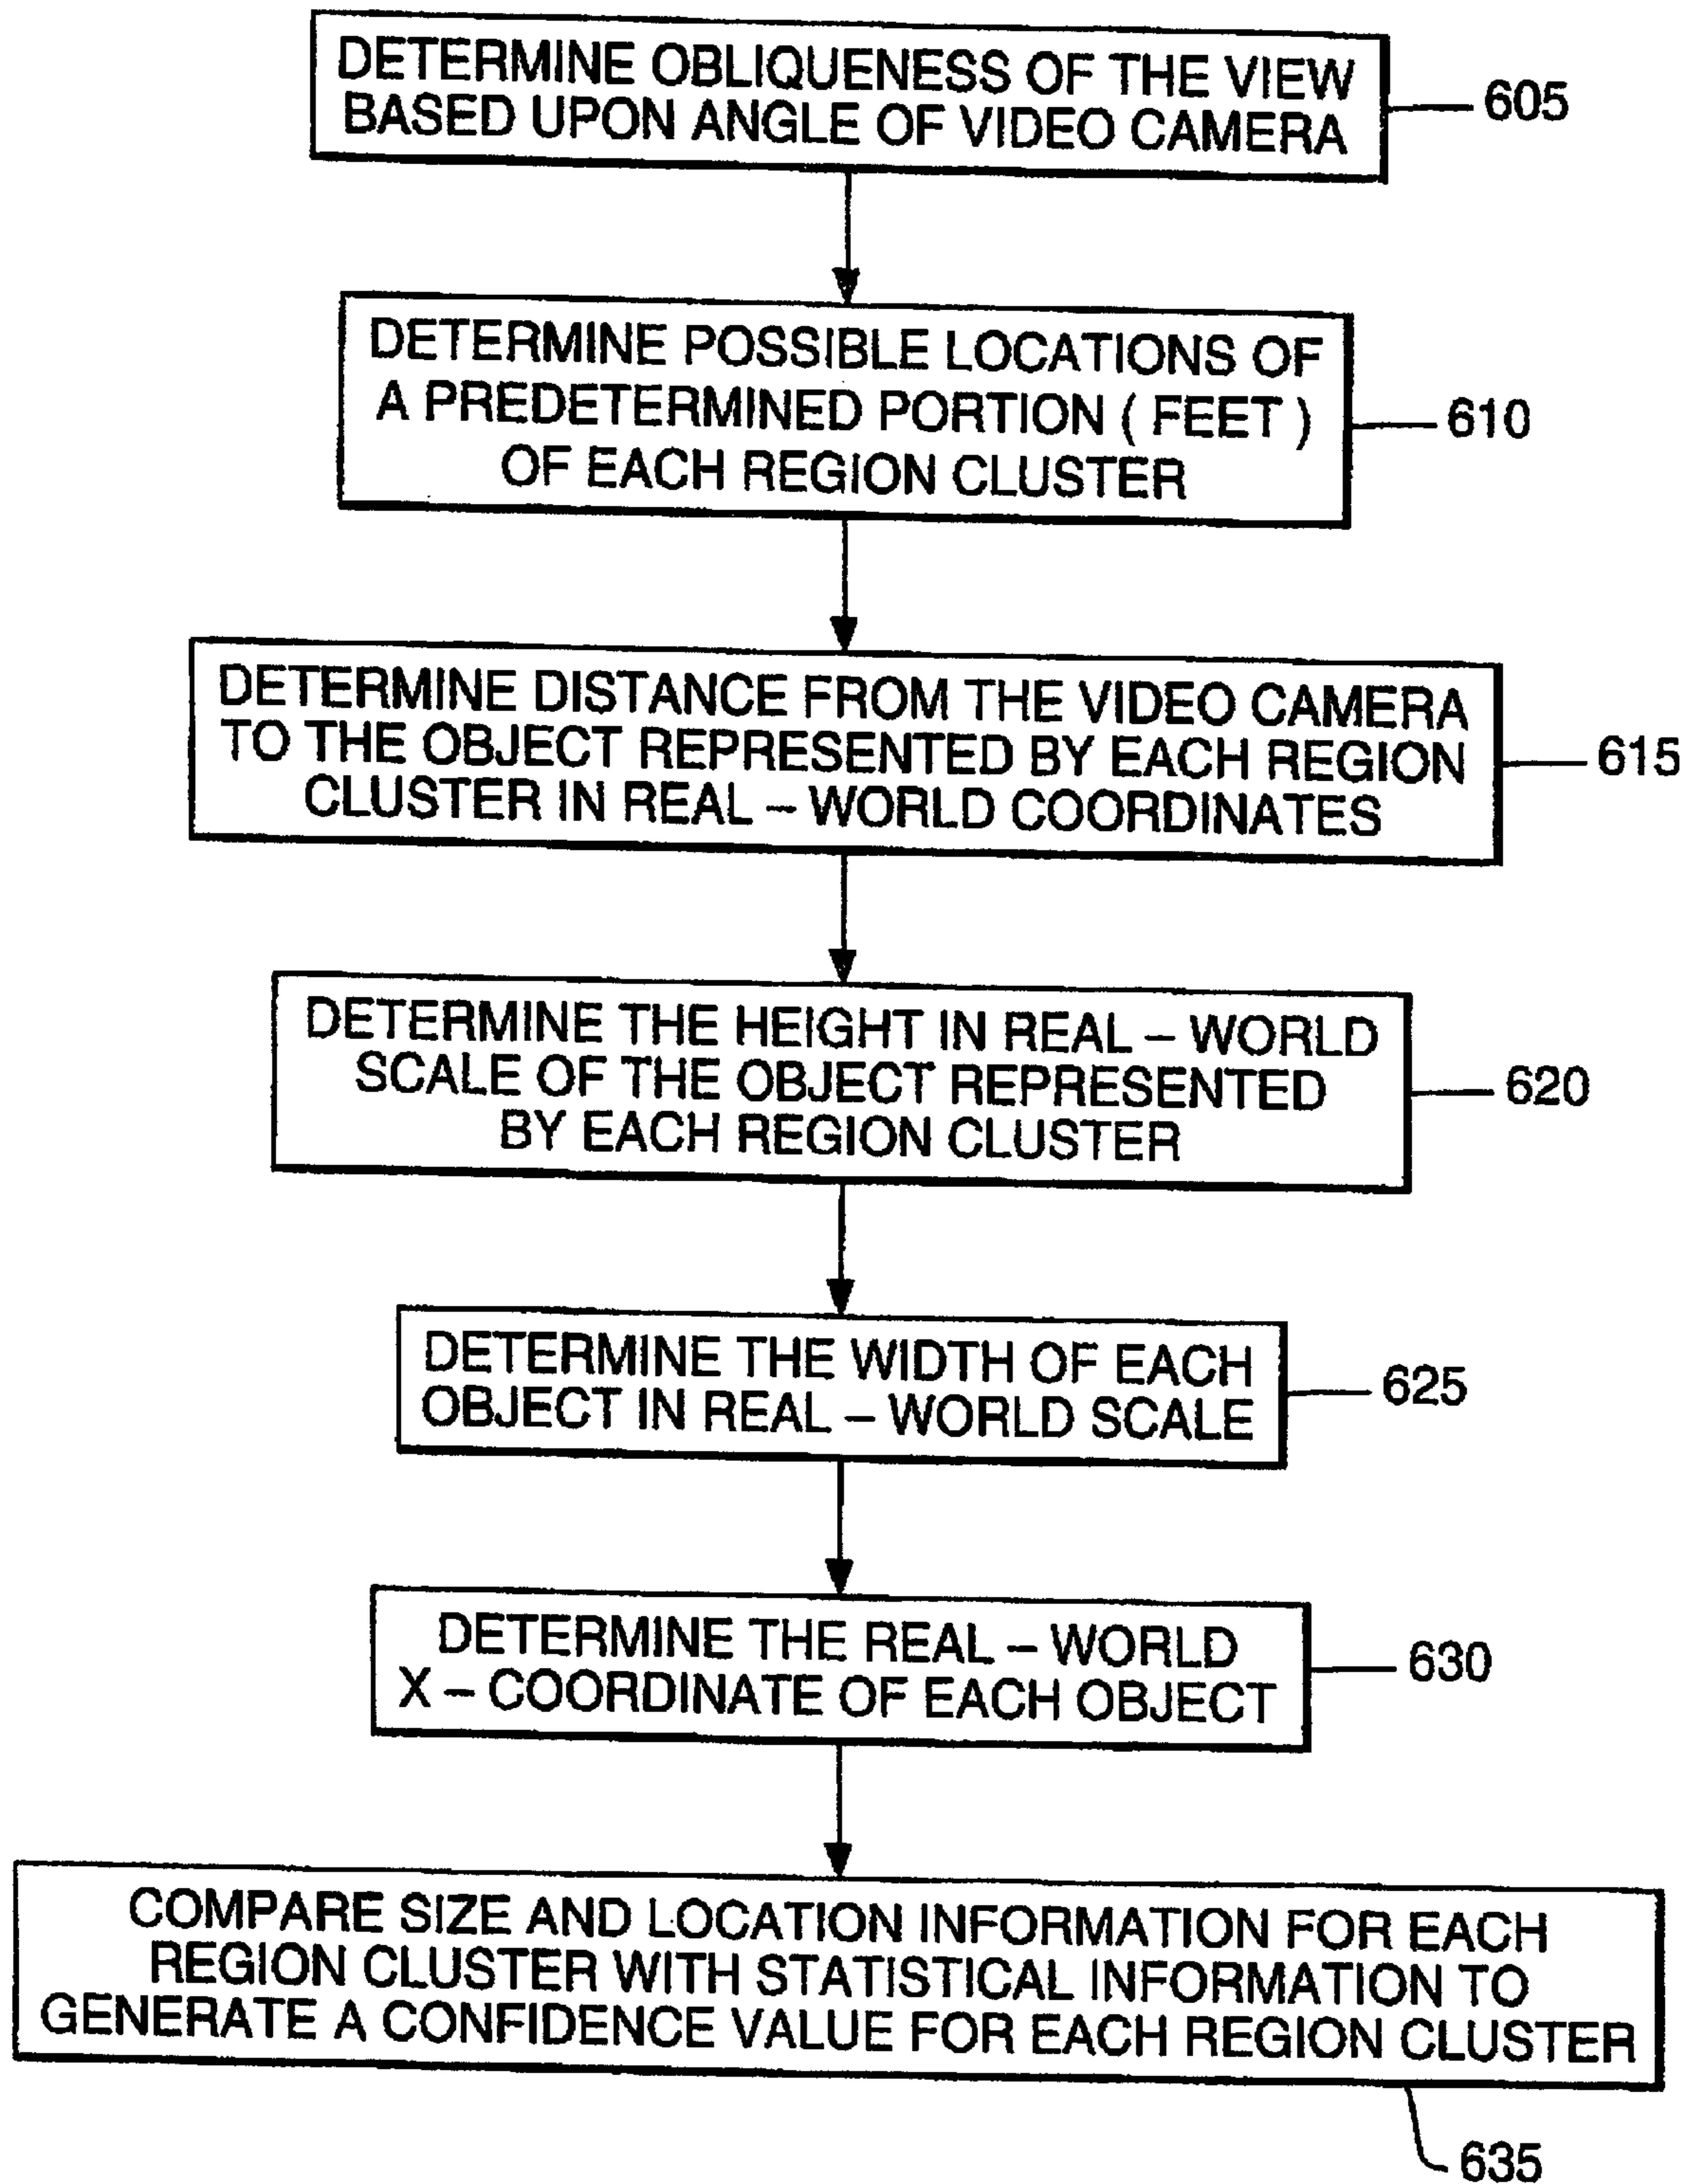 DETERMINE OBLIQUENESS OF THE VIEW
BASED UPON ANGLE OF VIDEO CAMERA
605
DETERMINE POSSIBLE LOCATIONS OF
A PREDETERMINED PORTION ( FEET )
OF EACH REGION CLUSTER
610
DETERMINE DISTANCE FROM THE VIDEO CAMERA
TO THE OBJECT REPRESENTED BY EACH REGION
CLUSTER IN REAL – WORLD COORDINATES
615
DETERMINE THE HEIGHT IN REAL – WORLD
SCALE OF THE OBJECT REPRESENTED
BY EACH REGION CLUSTER
620
DETERMINE THE WIDTH OF EACH
OBJECT IN REAL – WORLD SCALE
625
DETERMINE THE REAL – WORLD
X – COORDINATE OF EACH OBJECT
630
COMPARE SIZE AND LOCATION INFORMATION FOR EACH
REGION CLUSTER WITH STATISTICAL INFORMATION TO
GENERATE A CONFIDENCE VALUE FOR EACH REGION CLUSTER
635